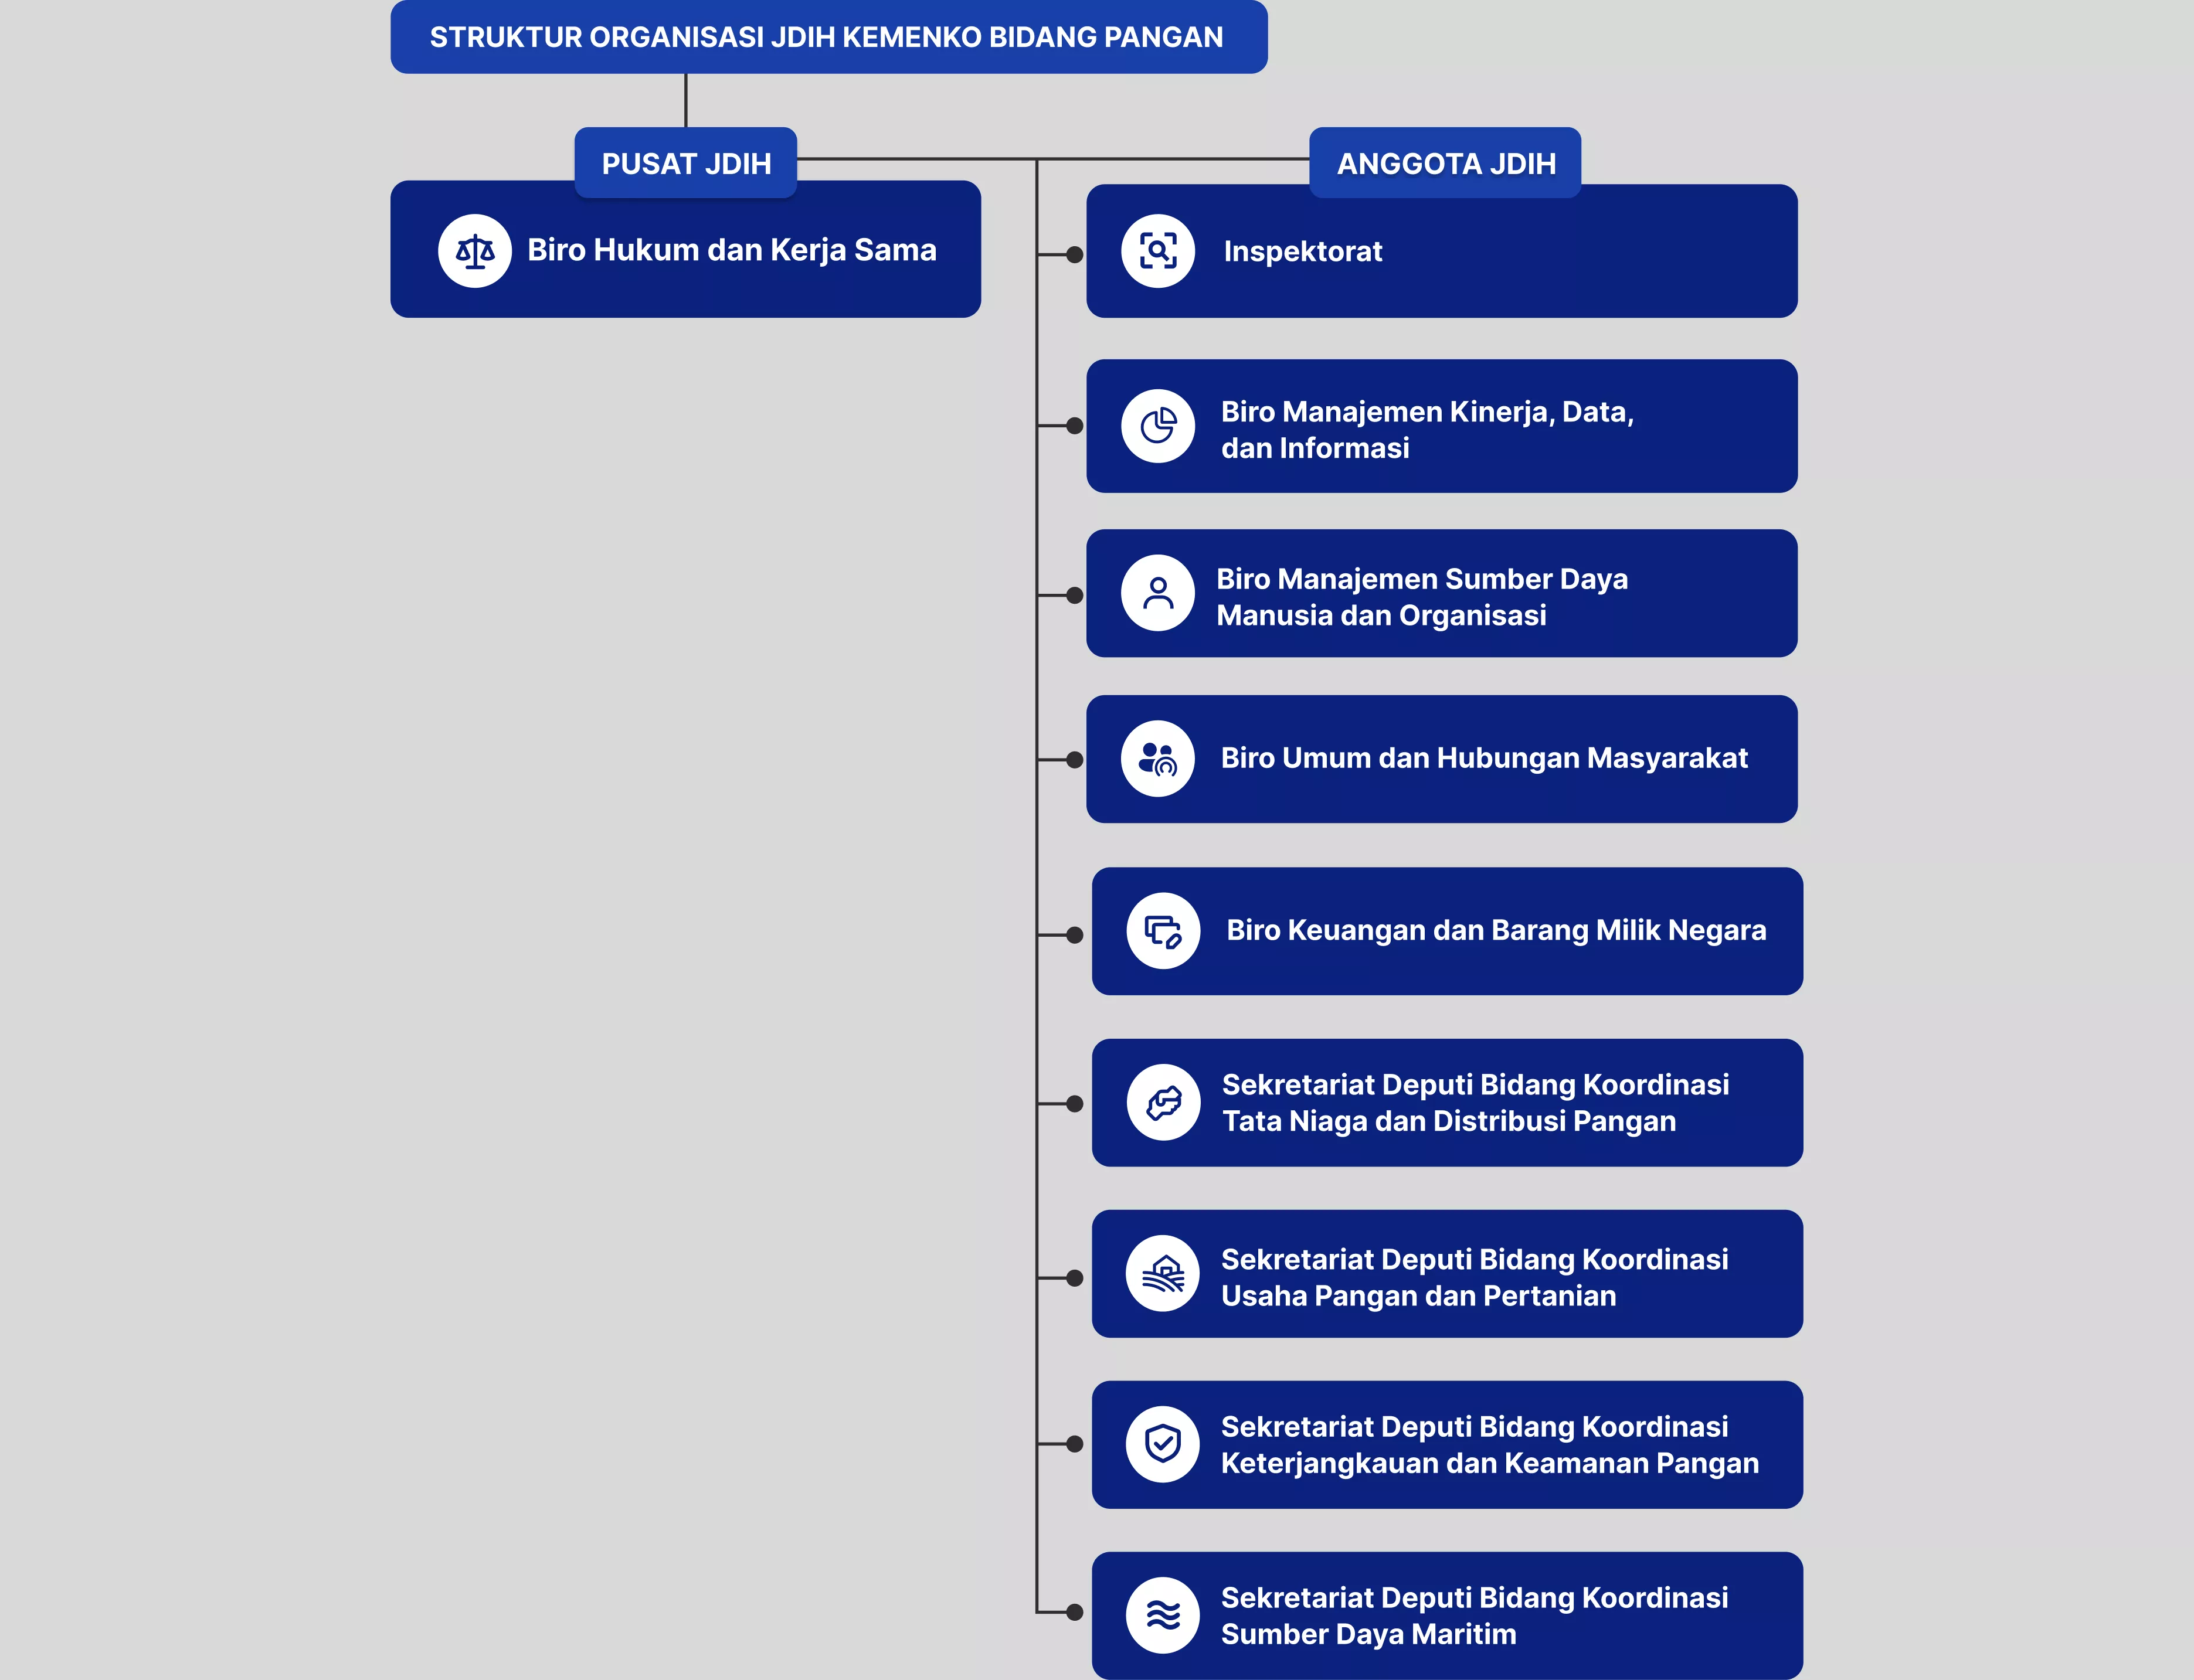 STRUKTUR ORGANISASI JDIH KEMENKO BIDANG PANGAN
PUSAT JDIH
Biro Hukum dan Kerja Sama
ANGGOTA JDIH
Inspektorat
Biro Manajemen Kinerja, Data,
dan Informasi
Biro Manajemen Sumber Daya
Manusia dan Organisasi
Biro Umum dan Hubungan Masyarakat
Biro Keuangan dan Barang Milik Negara
Sekretariat Deputi Bidang Koordinasi
Tata Niaga dan Distribusi Pangan
Sekretariat Deputi Bidang Koordinasi
Usaha Pangan dan Pertanian
Sekretariat Deputi Bidang Koordinasi
Keterjangkauan dan Keamanan Pangan
Sekretariat Deputi Bidang Koordinasi
Sumber Daya Maritim